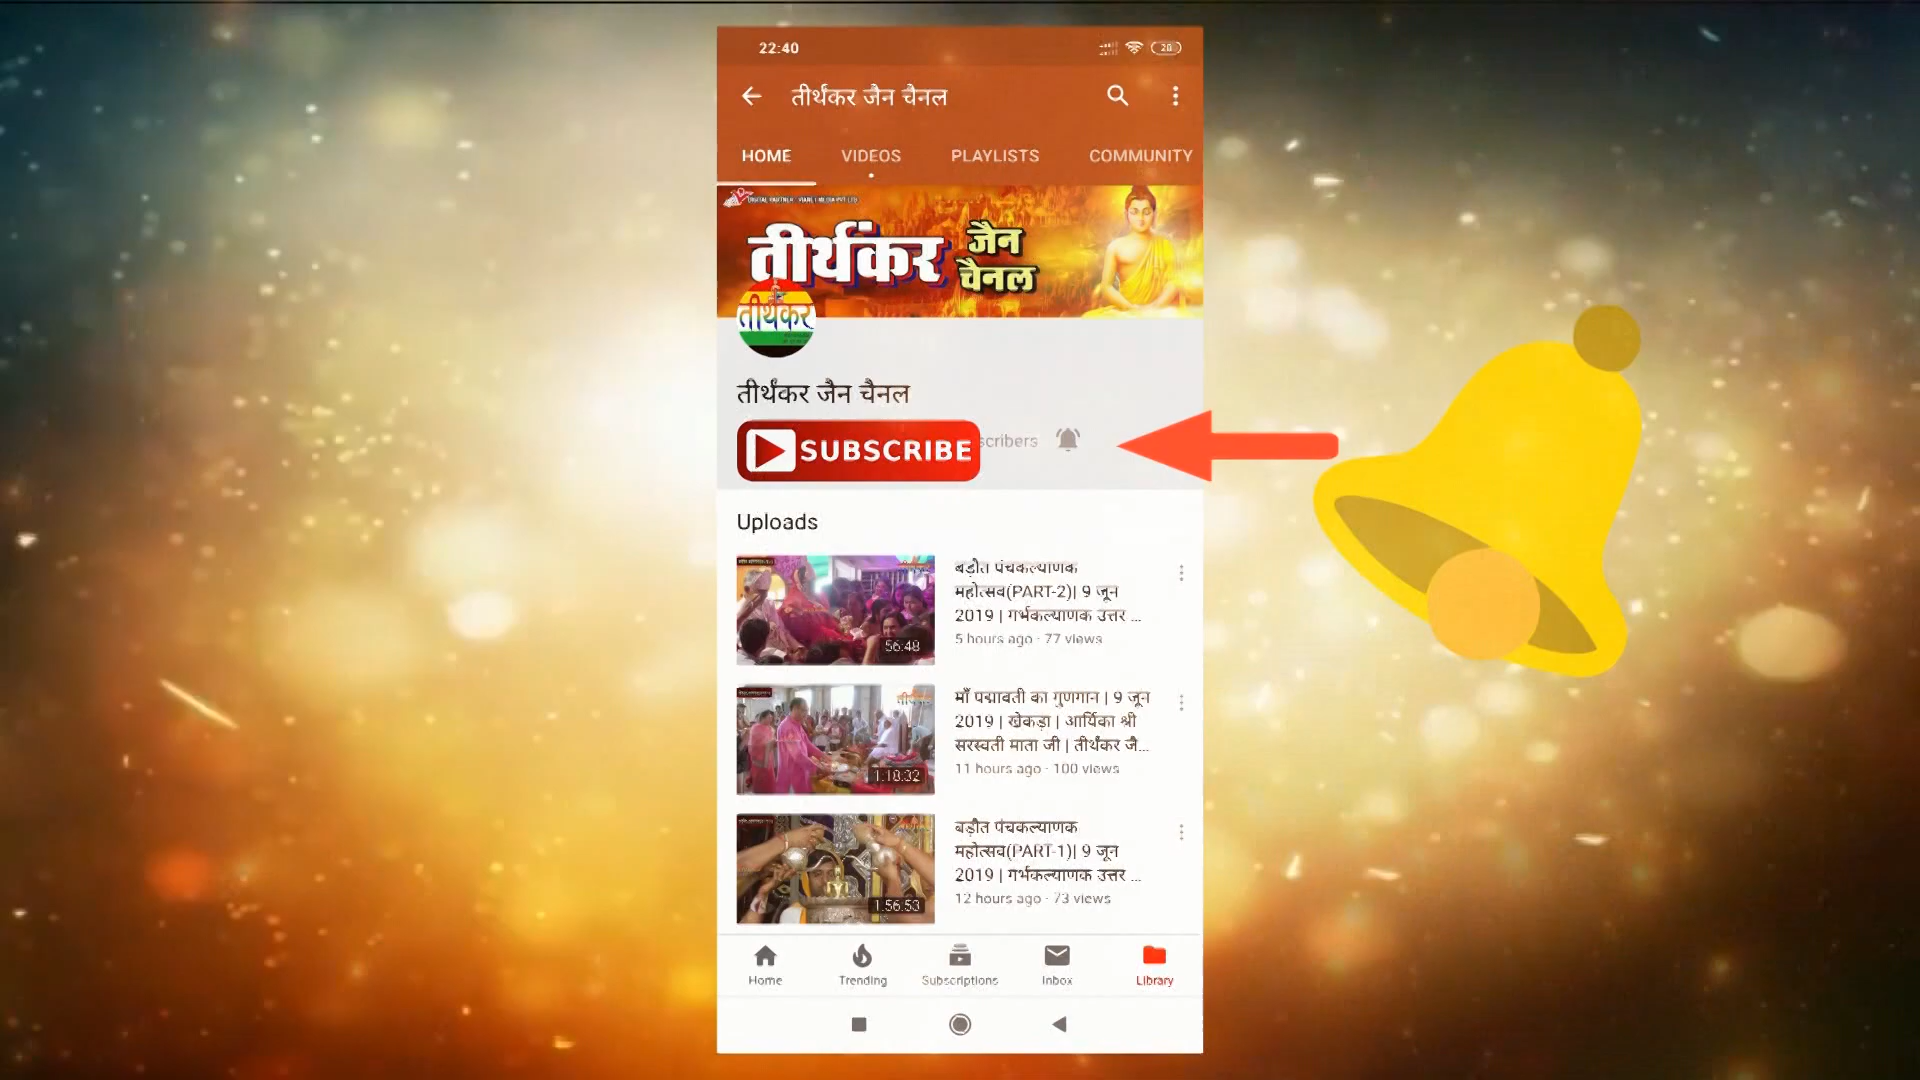 22:40
20
तीर्थंकर जैन चैनल
HOME VIDEOS PLAYLISTS COMMUNITY
DIGITAL PARTNER
तीर्थंकर जैन चैनल
तीर्थंकर
तीर्थंकर जैन चैनल
SUBSCRIBE
scribers
Uploads
बड़ौत पंचकल्याणक
महोत्सव(PART-2)| 9 जून
2019 | गर्भकल्याणक उत्तर ...
5 hours ago · 77 views
56:48
माँ पद्मावती का गुणगान | 9 जून
2019 | खेकड़ा | आर्यिका श्री
सरस्वती माता जी | तीर्थंकर जै...
11 hours ago · 100 views
1:18:32
बड़ौत पंचकल्याणक
महोत्सव(PART-1)| 9 जून
2019 | गर्भकल्याणक उत्तर ...
12 hours ago · 73 views
1:56:53
Home Trending Subscriptions Inbox Library